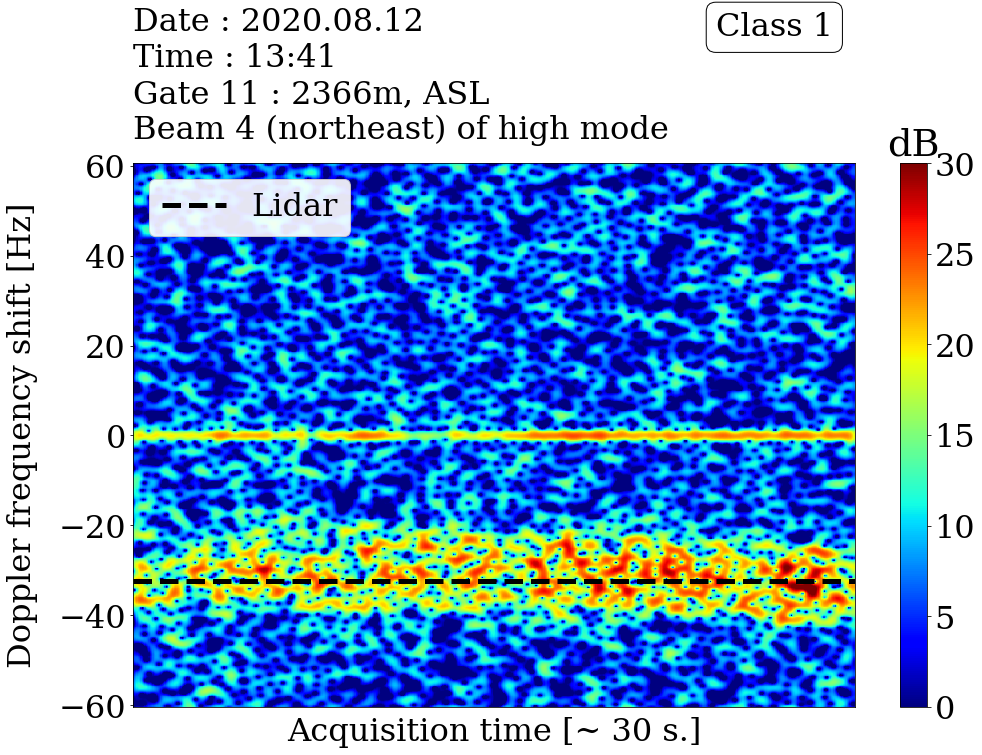 Date : 2020.08.12
Time : 13:41
Gate 11 : 2366m, ASL
Beam 4 (northeast) of high mode
Class 1
dB
Lidar
Doppler frequency shift [Hz]
60
40
20
0
−20
−40
−60
Acquisition time [~ 30 s.]
30
25
20
15
10
5
0